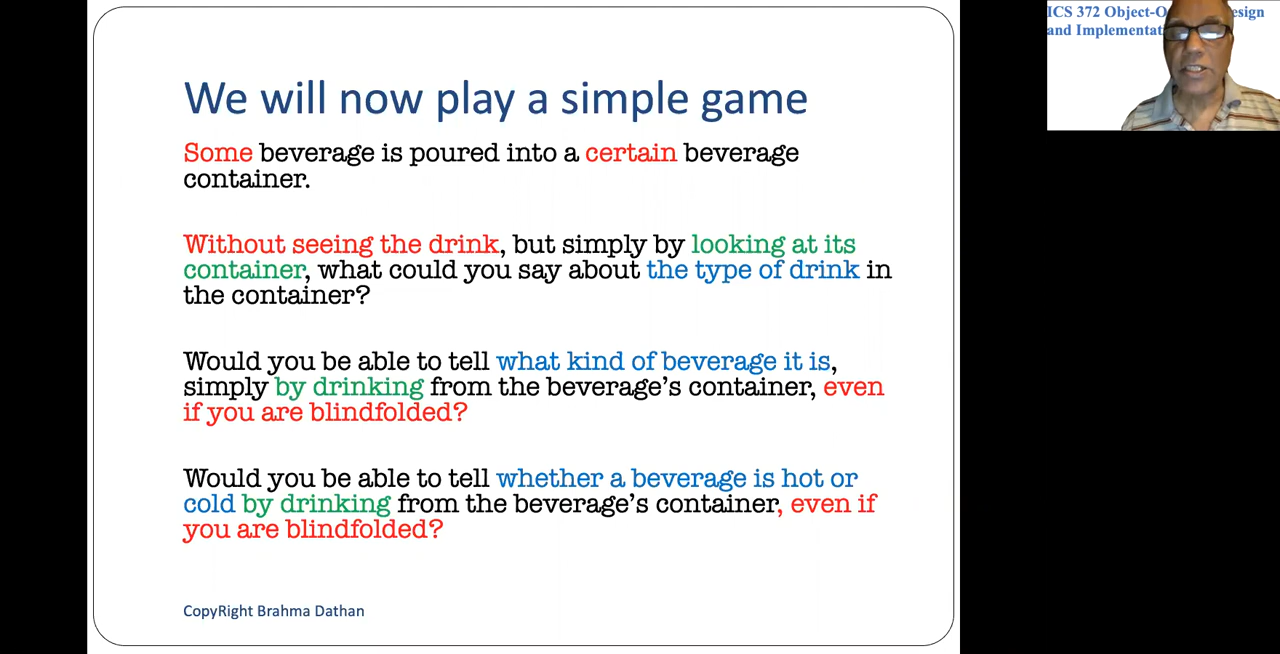 We will now play a simple game
Some beverage is poured into a certain beverage
container.
Without seeing the drink, but simply by looking at its
container, what could you say about the type of drink in
the container?
Would you be able to tell what kind of beverage it is,
simply by drinking from the beverage's container, even
if you are blindfolded?
Would you be able to tell whether a beverage is hot or
cold by drinking from the beverage's container, even if
you are blindfolded?
CopyRight Brahma Dathan
ICS 372
and